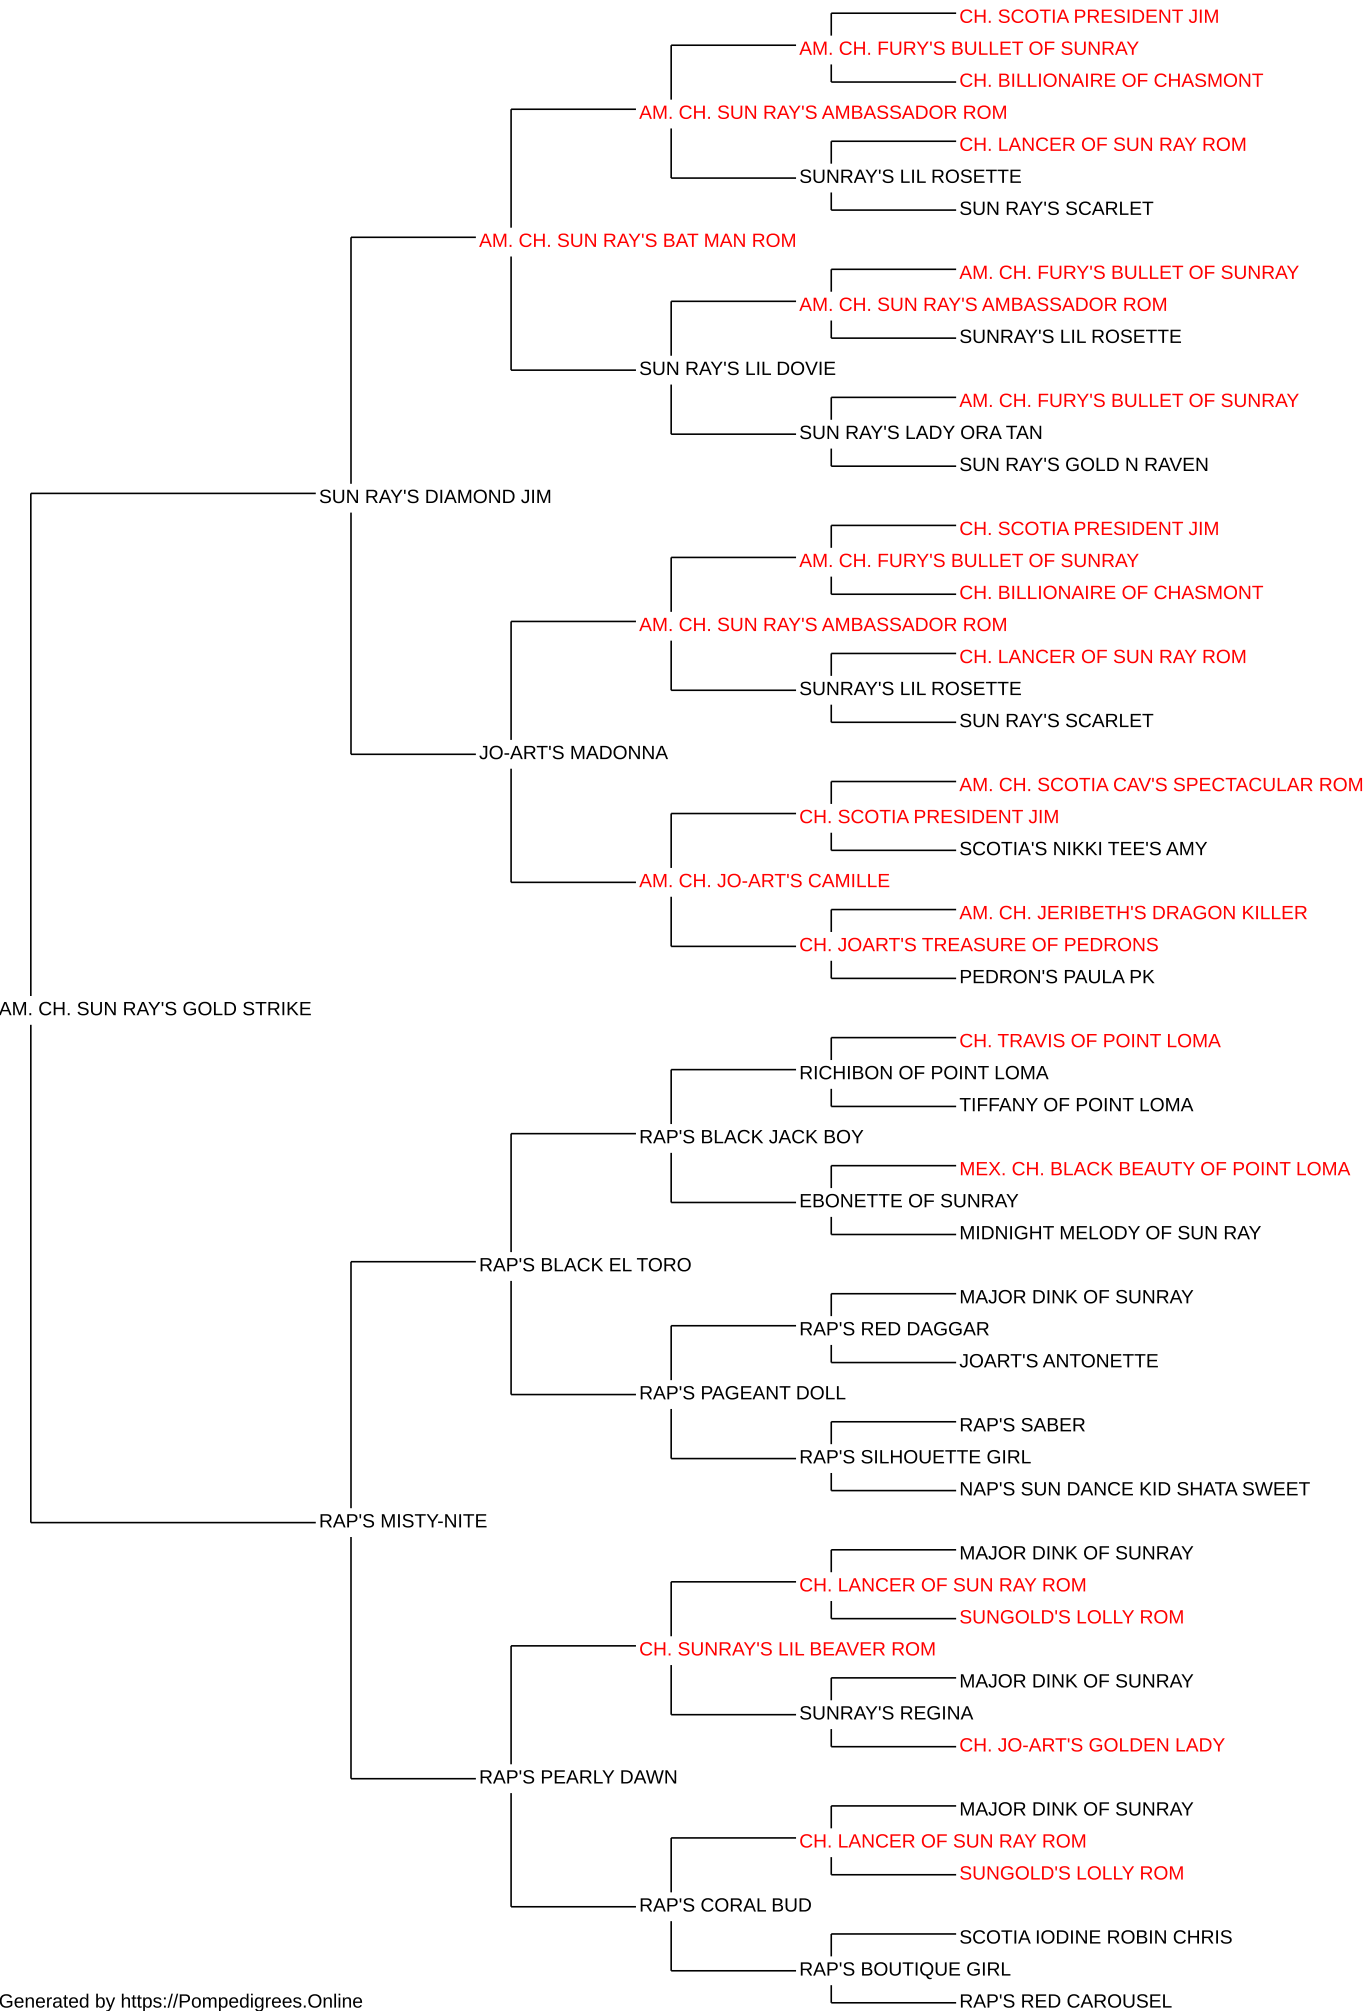 CH. SCOTIA PRESIDENT JIM
AM. CH. FURY'S BULLET OF SUNRAY
CH. BILLIONAIRE OF CHASMONT
AM. CH. SUN RAY'S AMBASSADOR ROM
CH. LANCER OF SUN RAY ROM
SUNRAY'S LIL ROSETTE
SUN RAY'S SCARLET
AM. CH. SUN RAY'S BAT MAN ROM
AM. CH. FURY'S BULLET OF SUNRAY
AM. CH. SUN RAY'S AMBASSADOR ROM
SUNRAY'S LIL ROSETTE
SUN RAY'S LIL DOVIE
AM. CH. FURY'S BULLET OF SUNRAY
SUN RAY'S LADY ORA TAN
SUN RAY'S GOLD N RAVEN
SUN RAY'S DIAMOND JIM
CH. SCOTIA PRESIDENT JIM
AM. CH. FURY'S BULLET OF SUNRAY
CH. BILLIONAIRE OF CHASMONT
AM. CH. SUN RAY'S AMBASSADOR ROM
CH. LANCER OF SUN RAY ROM
SUNRAY'S LIL ROSETTE
SUN RAY'S SCARLET
JO-ART'S MADONNA
AM. CH. SCOTIA CAV'S SPECTACULAR ROM
CH. SCOTIA PRESIDENT JIM
SCOTIA'S NIKKI TEE'S AMY
AM. CH. JO-ART'S CAMILLE
AM. CH. JERIBETH'S DRAGON KILLER
CH. JOART'S TREASURE OF PEDRONS
PEDRON'S PAULA PK
AM. CH. SUN RAY'S GOLD STRIKE
CH. TRAVIS OF POINT LOMA
RICHIBON OF POINT LOMA
TIFFANY OF POINT LOMA
RAP'S BLACK JACK BOY
MEX. CH. BLACK BEAUTY OF POINT LOMA
EBONETTE OF SUNRAY
MIDNIGHT MELODY OF SUN RAY
RAP'S BLACK EL TORO
MAJOR DINK OF SUNRAY
RAP'S RED DAGGAR
JOART'S ANTONETTE
RAP'S PAGEANT DOLL
RAP'S SABER
RAP'S SILHOUETTE GIRL
NAP'S SUN DANCE KID SHATA SWEET
RAP'S MISTY-NITE
MAJOR DINK OF SUNRAY
CH. LANCER OF SUN RAY ROM
SUNGOLD'S LOLLY ROM
CH. SUNRAY'S LIL BEAVER ROM
MAJOR DINK OF SUNRAY
SUNRAY'S REGINA
CH. JO-ART'S GOLDEN LADY
RAP'S PEARLY DAWN
MAJOR DINK OF SUNRAY
CH. LANCER OF SUN RAY ROM
SUNGOLD'S LOLLY ROM
RAP'S CORAL BUD
SCOTIA IODINE ROBIN CHRIS
RAP'S BOUTIQUE GIRL
RAP'S RED CAROUSEL
Generated by https://Pompedigrees.Online